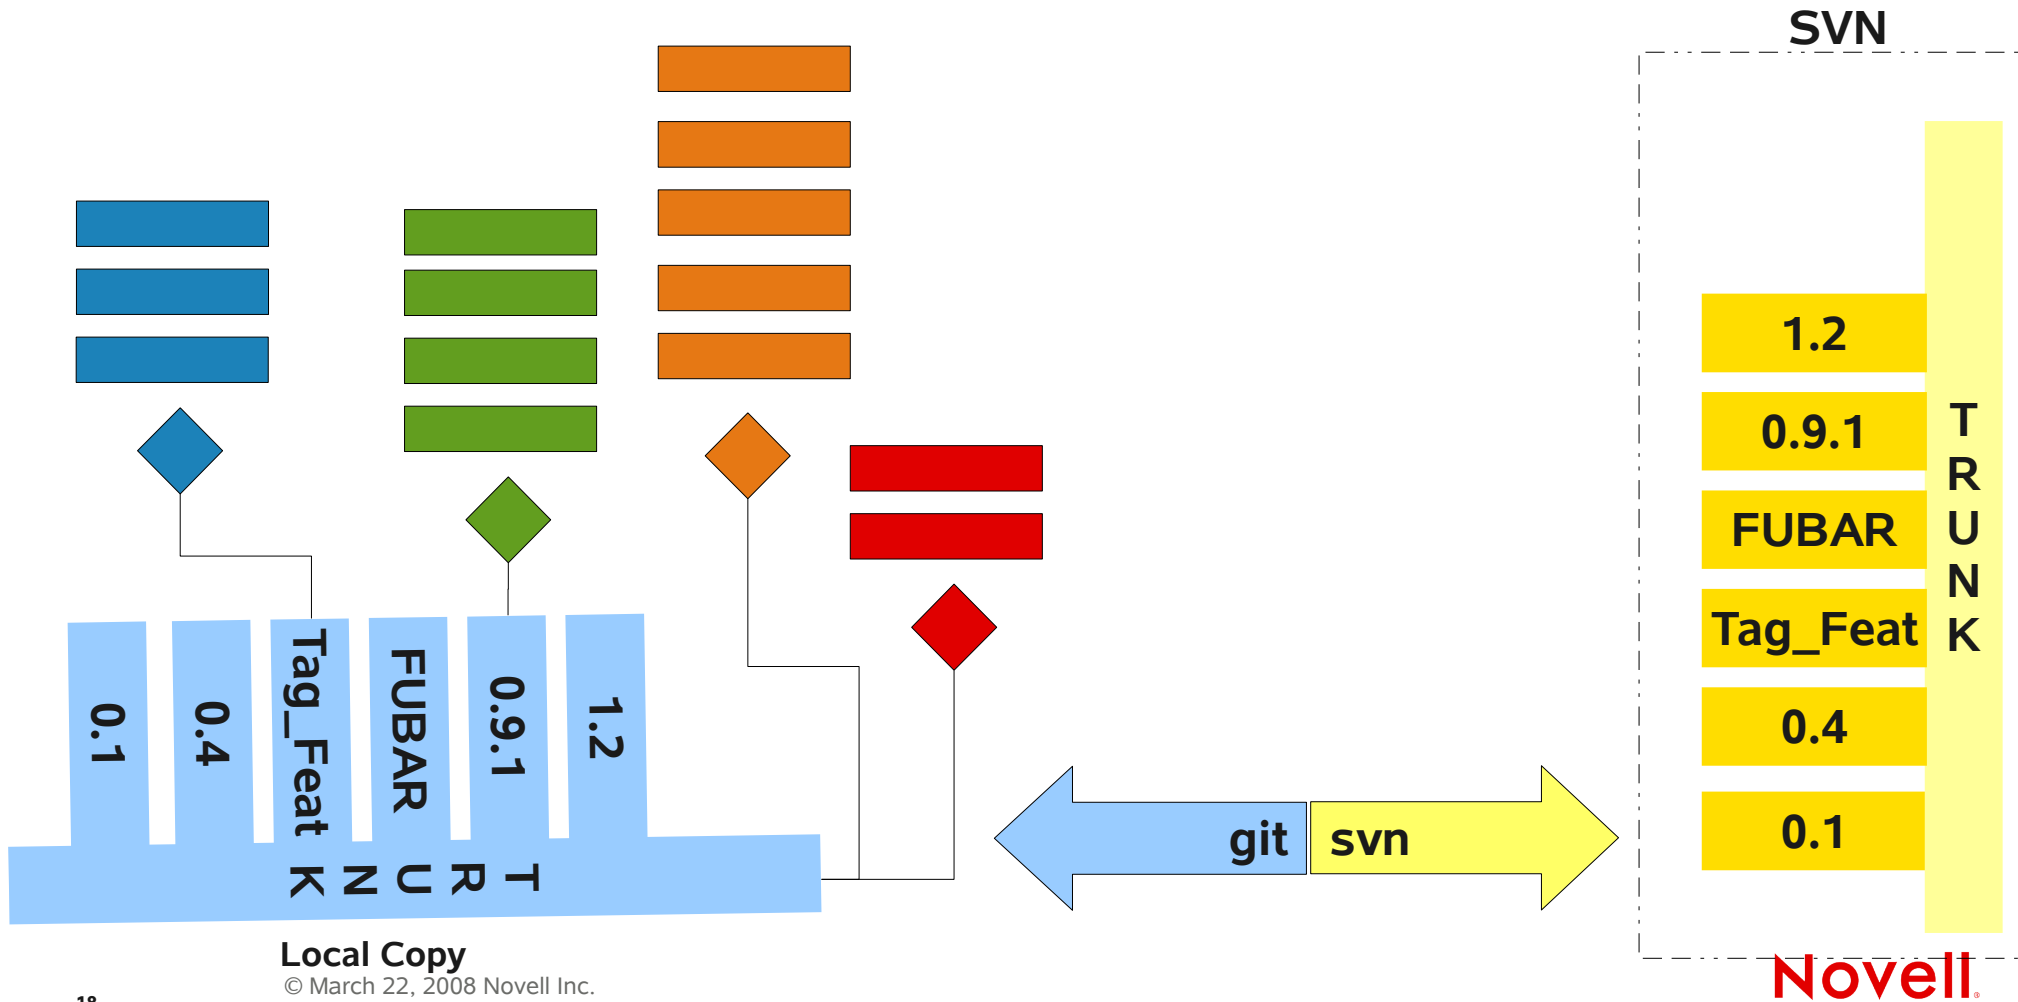 SVN
1.2
0.9.1
FUBAR
Tag_Feat
0.4
0.1
TRUNK
0.1
0.4
Tag_Feat
FUBAR
0.9.1
1.2
TRUNK
git
svn
Local Copy
© March 22, 2008 Novell Inc.
18
Novell®